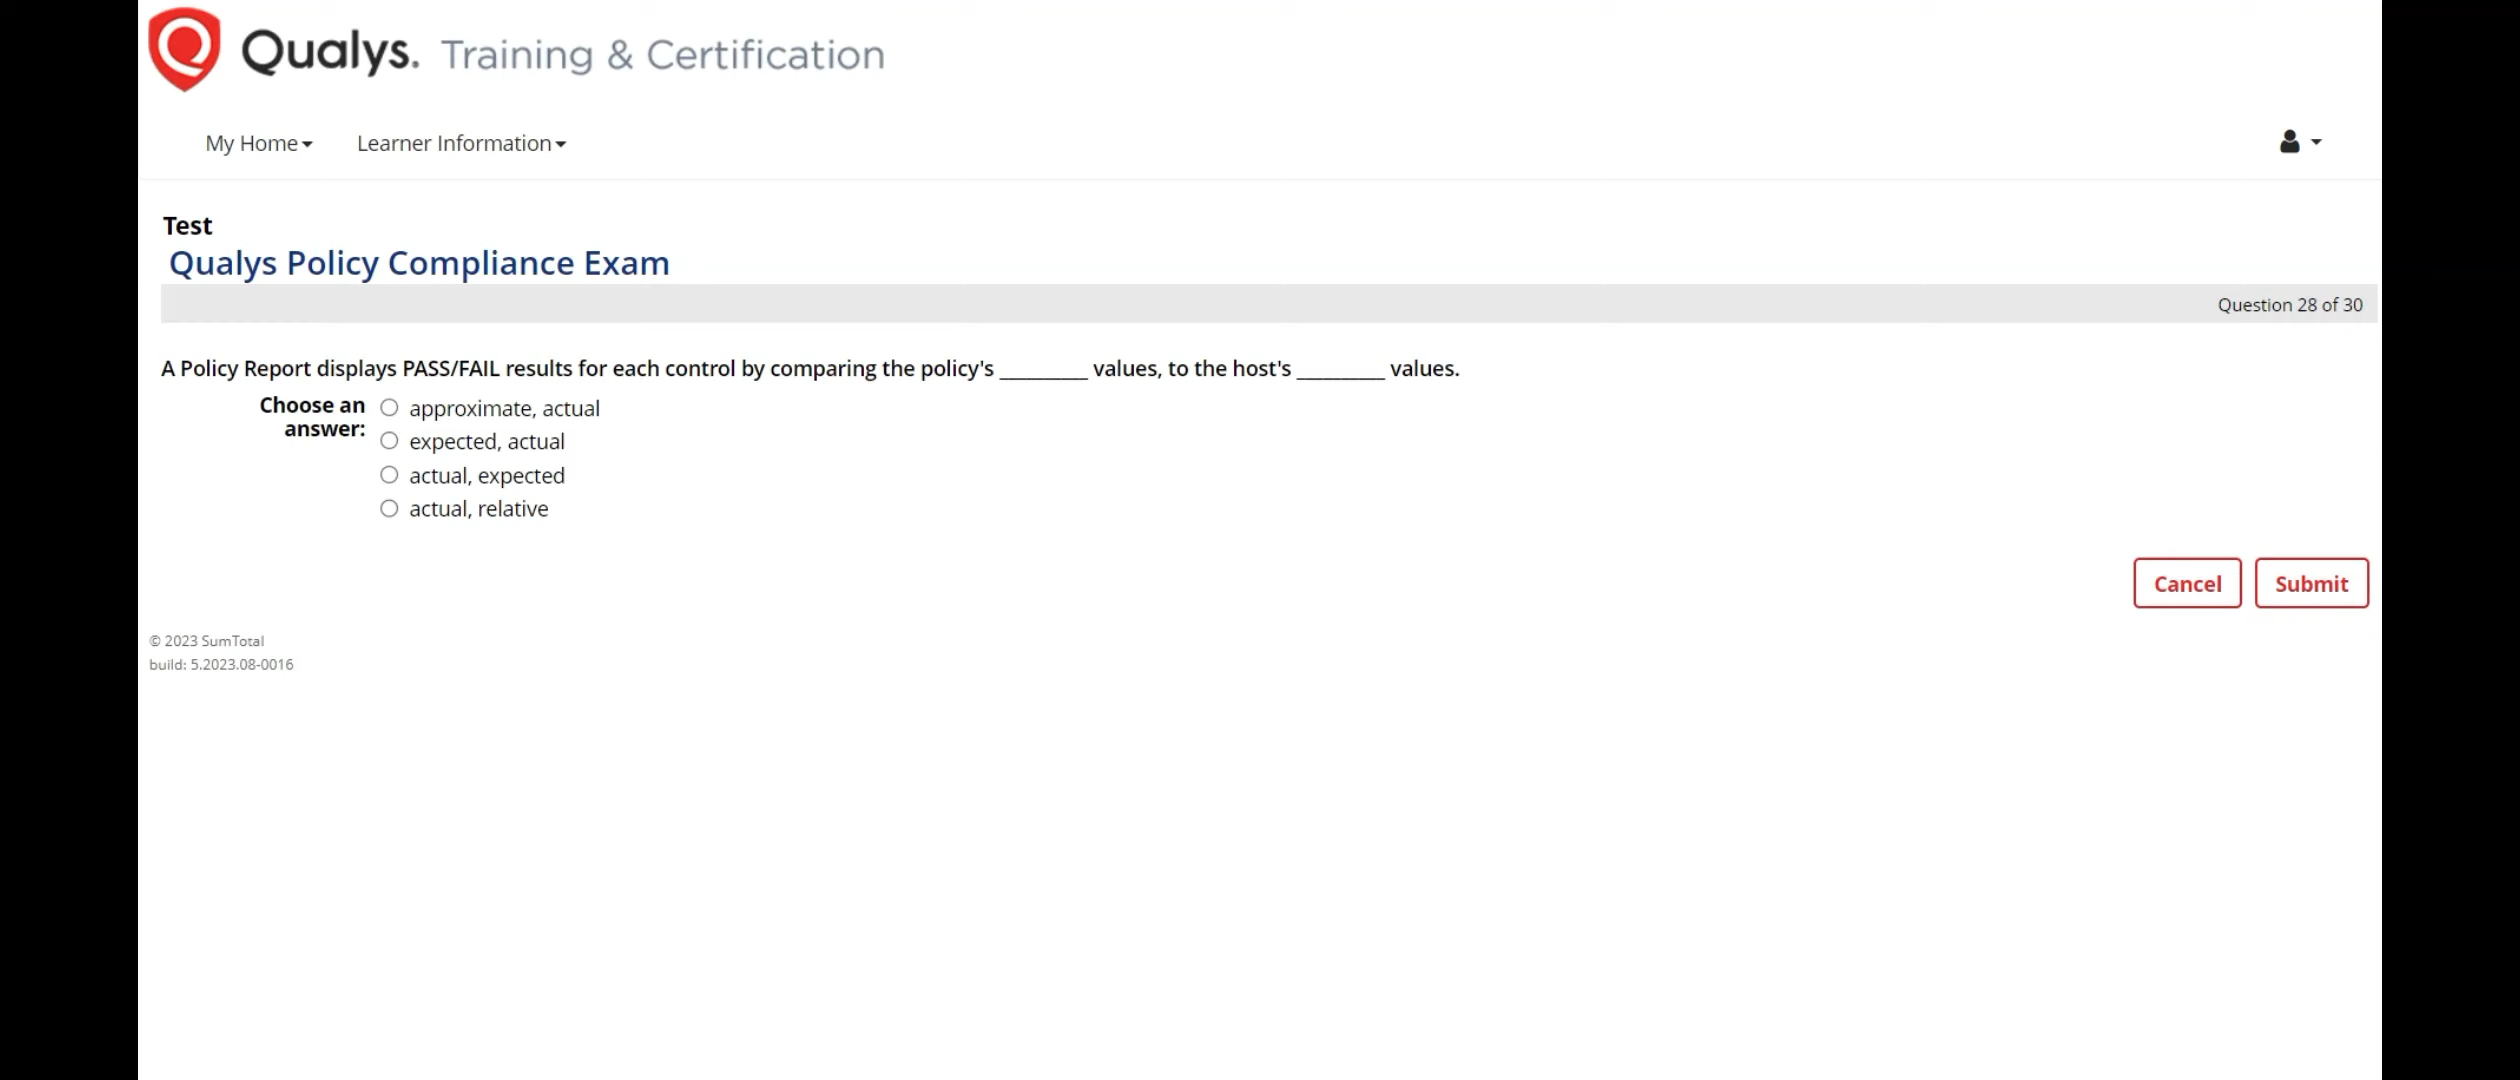 Qualys. Training & Certification
My Home Learner Information
Test
Qualys Policy Compliance Exam
Question 28 of 30
A Policy Report displays PASS/FAIL results for each control by comparing the policy's _________ values, to the host's _________ values.
Choose an answer:
approximate, actual
expected, actual
actual, expected
actual, relative
Cancel Submit
© 2023 SumTotal
build: 5.2023.08-0016